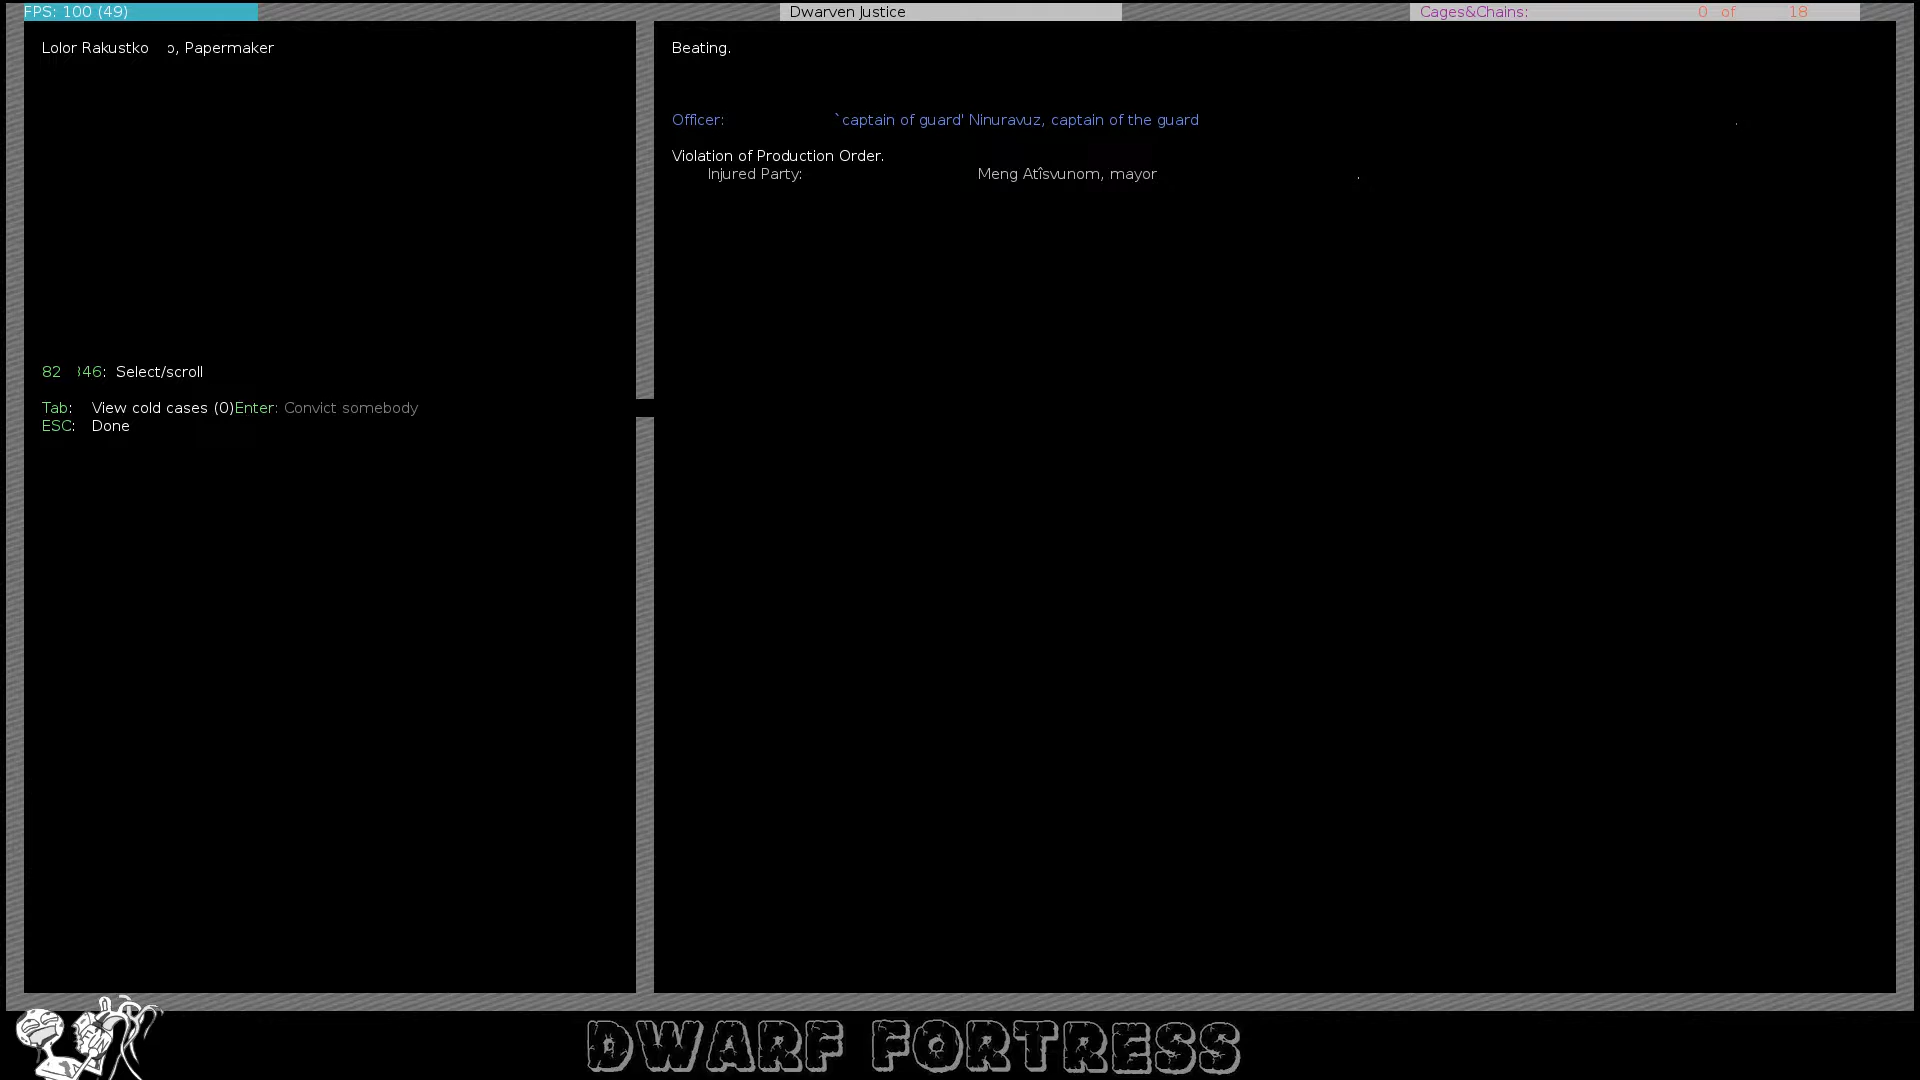 FPS: 100 (49) Dwarven Justice Cages&Chains: 0 of 18
Lolor Rakustko o, Papermaker
Beating.
Officer: `captain of guard' Ninuravuz, captain of the guard .
Violation of Production Order.
Injured Party: Meng Atîsvunom, mayor .
82 46: Select/scroll
Tab: View cold cases (0)Enter: Convict somebody
ESC: Done
DWARF FORTRESS